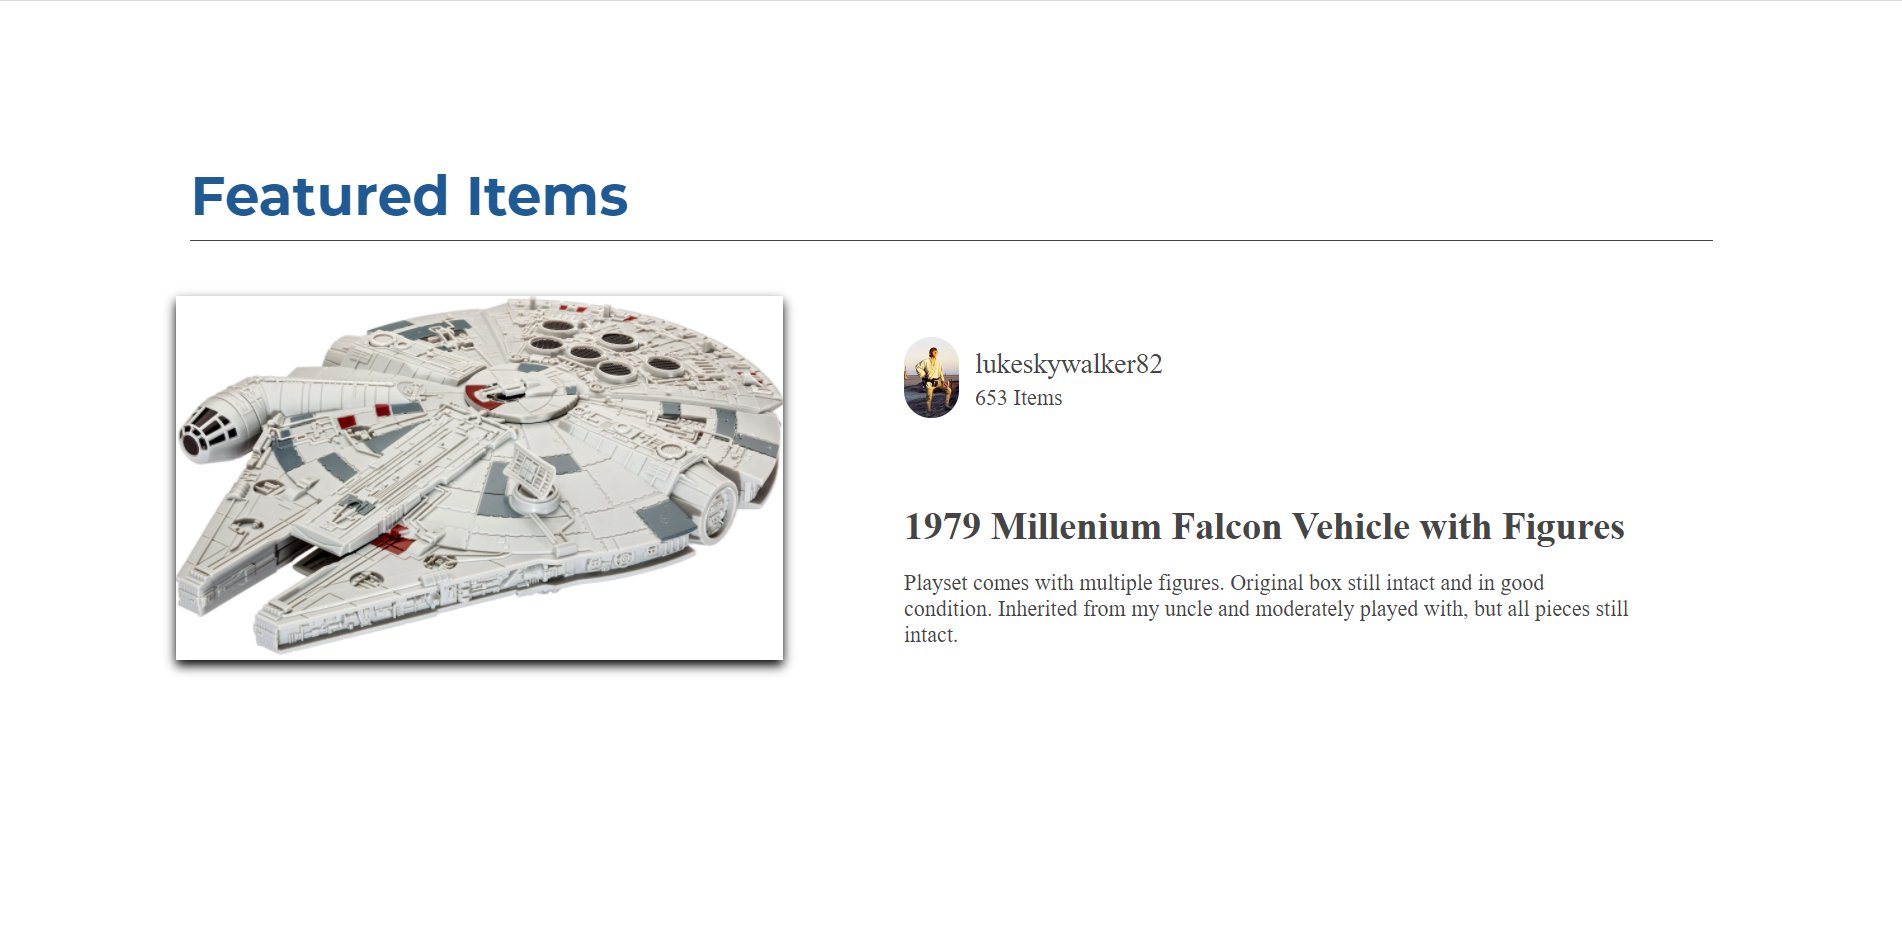 Featured Items
lukeskywalker82
653 Items
1979 Millenium Falcon Vehicle with Figures
Playset comes with multiple figures. Original box still intact and in good
condition. Inherited from my uncle and moderately played with, but all pieces still
intact.